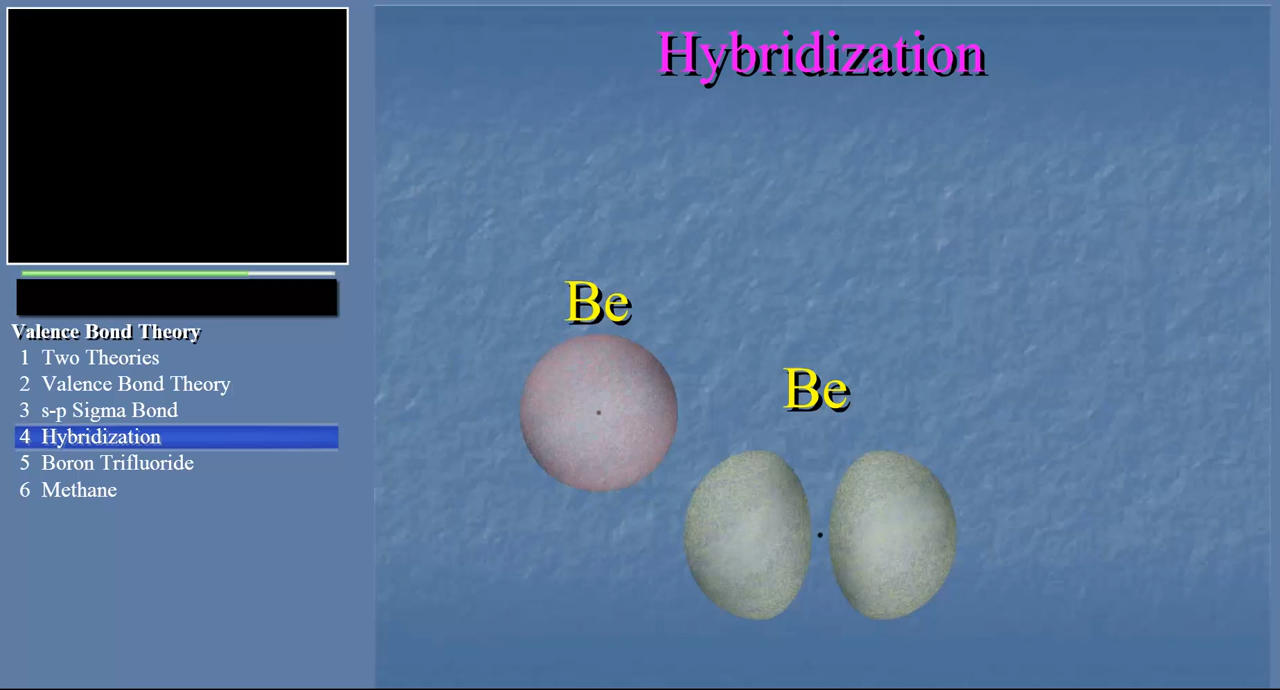 Hybridization
Be
Be
Valence Bond Theory
1 Two Theories
2 Valence Bond Theory
3 s-p Sigma Bond
4 Hybridization
5 Boron Trifluoride
6 Methane